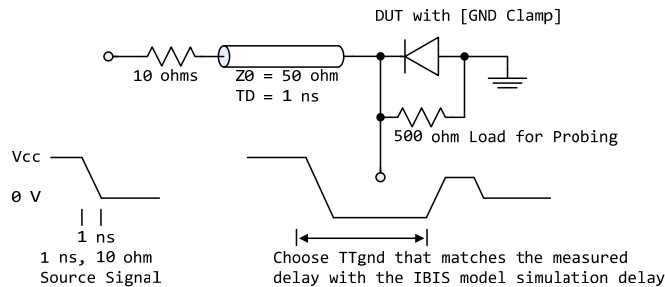 DUT with [GND Clamp]
10 ohms
Z0 = 50 ohm
TD = 1 ns
500 ohm Load for Probing
Vcc
0 V
1 ns
1 ns, 10 ohm
Source Signal
Choose TTgnd that matches the measured
delay with the IBIS model simulation delay